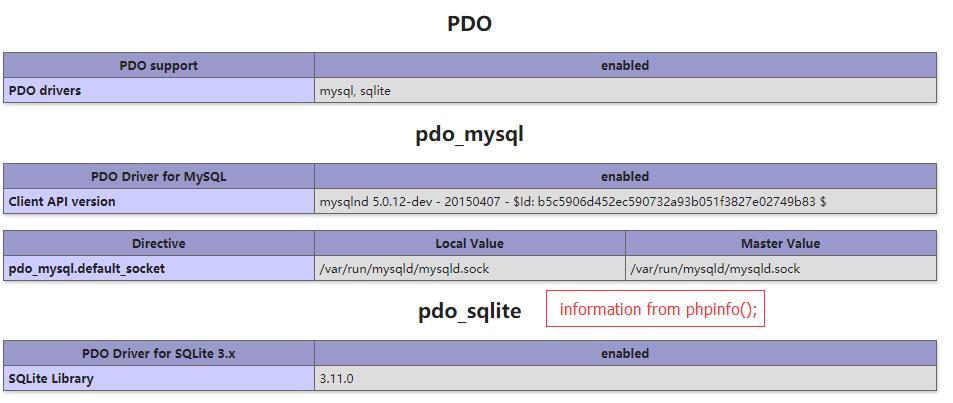 PDO
PDO support enabled
PDO drivers mysql, sqlite
pdo_mysql
PDO Driver for MySQL enabled
Client API version mysqlnd 5.0.12-dev - 20150407 - $Id: b5c5906d452ec590732a93b051f3827e02749b83 $
Directive Local Value Master Value
pdo_mysql.default_socket /var/run/mysqld/mysqld.sock /var/run/mysqld/mysqld.sock
pdo_sqlite information from phpinfo();
PDO Driver for SQLite 3.x enabled
SQLite Library 3.11.0